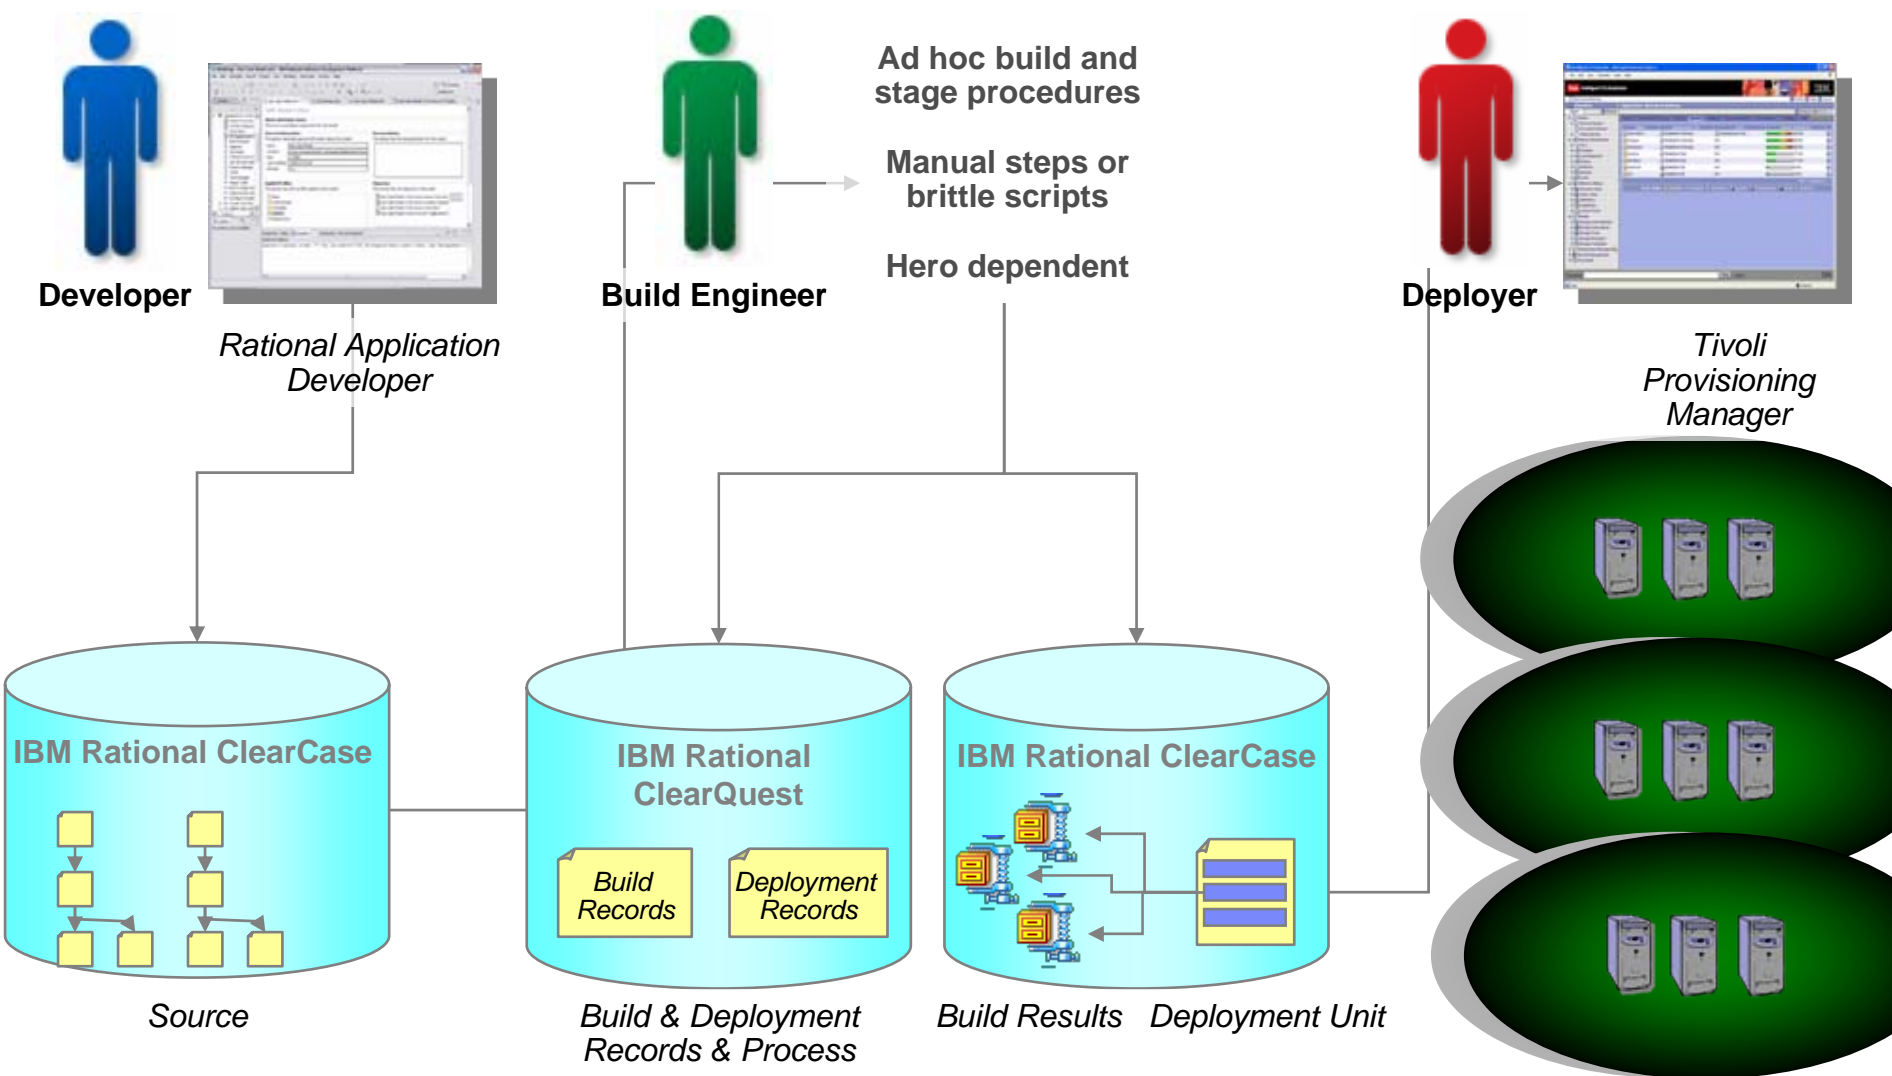 Ad hoc build and
stage procedures
Manual steps or
brittle scripts
Hero dependent
Developer
Build Engineer
Deployer
Rational Application
Developer
Tivoli
Provisioning
Manager
IBM Rational ClearCase
IBM Rational
ClearQuest
IBM Rational ClearCase
Build
Records
Deployment
Records
Source
Build & Deployment
Records & Process
Build Results
Deployment Unit